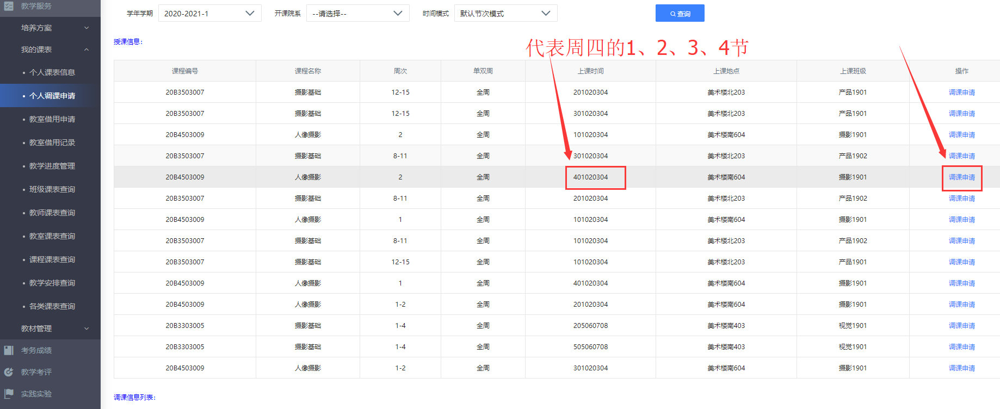 教学服务
培养方案
我的课表
个人课表信息
个人调课申请
教室借用申请
教室借用记录
教学进度管理
班级课表查询
教师课表查询
教室课表查询
课程课表查询
教学安排查询
各类课表查询
教材管理
考务成绩
教学考评
实践实验
学年学期 2020-2021-1 开课院系 --请选择-- 时间模式 默认节次模式 查询
授课信息：
代表周四的1、2、3、4节
课程编号 课程名称 周次 单双周 上课时间 上课地点 上课班级 操作
20B3503007 摄影基础 12-15 全周 201020304 美术楼北203 产品1901 调课申请
20B3503007 摄影基础 12-15 全周 301020304 美术楼北203 产品1901 调课申请
20B4503009 人像摄影 2 全周 101020304 美术楼南604 摄影1901 调课申请
20B3503007 摄影基础 8-11 全周 301020304 美术楼北203 产品1902 调课申请
20B4503009 人像摄影 2 全周 401020304 美术楼南604 摄影1901 调课申请
20B3503007 摄影基础 8-11 全周 201020304 美术楼北203 产品1902 调课申请
20B4503009 人像摄影 1 全周 101020304 美术楼南604 摄影1901 调课申请
20B3503007 摄影基础 8-11 全周 101020304 美术楼北203 产品1902 调课申请
20B3503007 摄影基础 12-15 全周 101020304 美术楼北203 产品1901 调课申请
20B4503009 人像摄影 1 全周 401020304 美术楼南604 摄影1901 调课申请
20B4503009 人像摄影 1-2 全周 201020304 美术楼南604 摄影1901 调课申请
20B3303005 摄影基础 1-4 全周 205060708 美术楼南403 视觉1901 调课申请
20B3303005 摄影基础 1-4 全周 505060708 美术楼南403 视觉1901 调课申请
20B4503009 人像摄影 1-2 全周 301020304 美术楼南604 摄影1901 调课申请
调课信息列表：